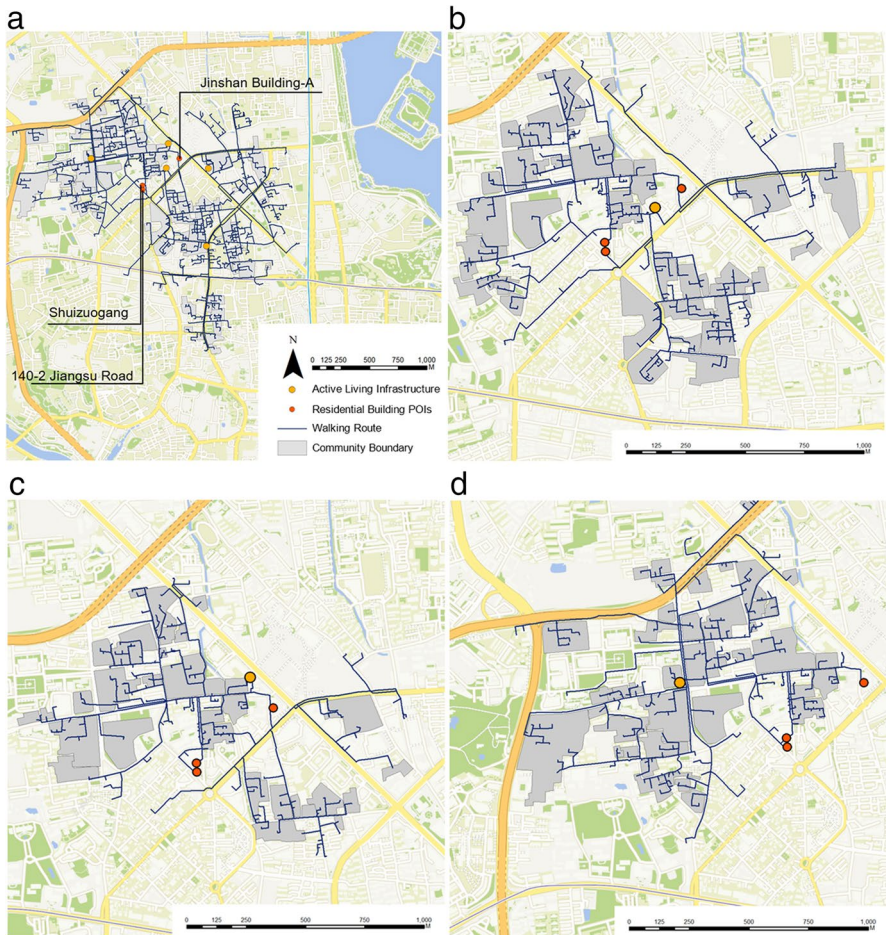 a
b
Jinshan Building-A
Shuizuogang
140-2 Jiangsu Road
N
0 125 250 500 750 1,000
M
Active Living Infrastructure
Residential Building POIs
Walking Route
Community Boundary
0 125 250 500 750 1,000
M
c
d
0 125 250 500 750 1,000
M
0 125 250 500 750 1,000
M